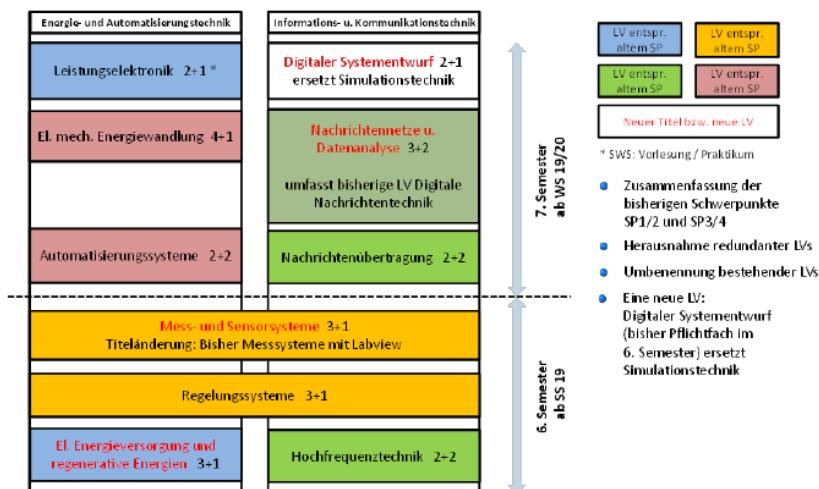 Energie- und Automatisierungstechnik
Informations- u. Kommunikationstechnik
Leistungselektronik 2+1 *
Digitaler Systementwurf 2+1
ersetzt Simulationstechnik
El. mech. Energiewandlung 4+1
Nachrichtennetze u.
Datenanalyse 3+2
umfasst bisherige LV Digitale
Nachrichtentechnik
Automatisierungssysteme 2+2
Nachrichtenübertragung 2+2
7. Semester
ab WS 19/20
Mess- und Sensorsysteme 3+1
Titeländerung: Bisher Messsysteme mit Labview
Regelungssysteme 3+1
El. Energieversorgung und
regenerative Energien 3+1
Hochfrequenztechnik 2+2
6. Semester
ab SS 19
LV entspr.
altem SP
LV entspr.
altem SP
LV entspr.
altem SP
LV entspr.
altem SP
Neuer Titel bzw. neue LV
* SWS: Vorlesung / Praktikum
Zusammenfassung der
bisherigen Schwerpunkte
SP1/2 und SP3/4
Herausnahme redundanter LVs
Umbenennung bestehender LVs
Eine neue LV:
Digitaler Systementwurf
(bisher Pflichtfach im
6. Semester) ersetzt
Simulationstechnik